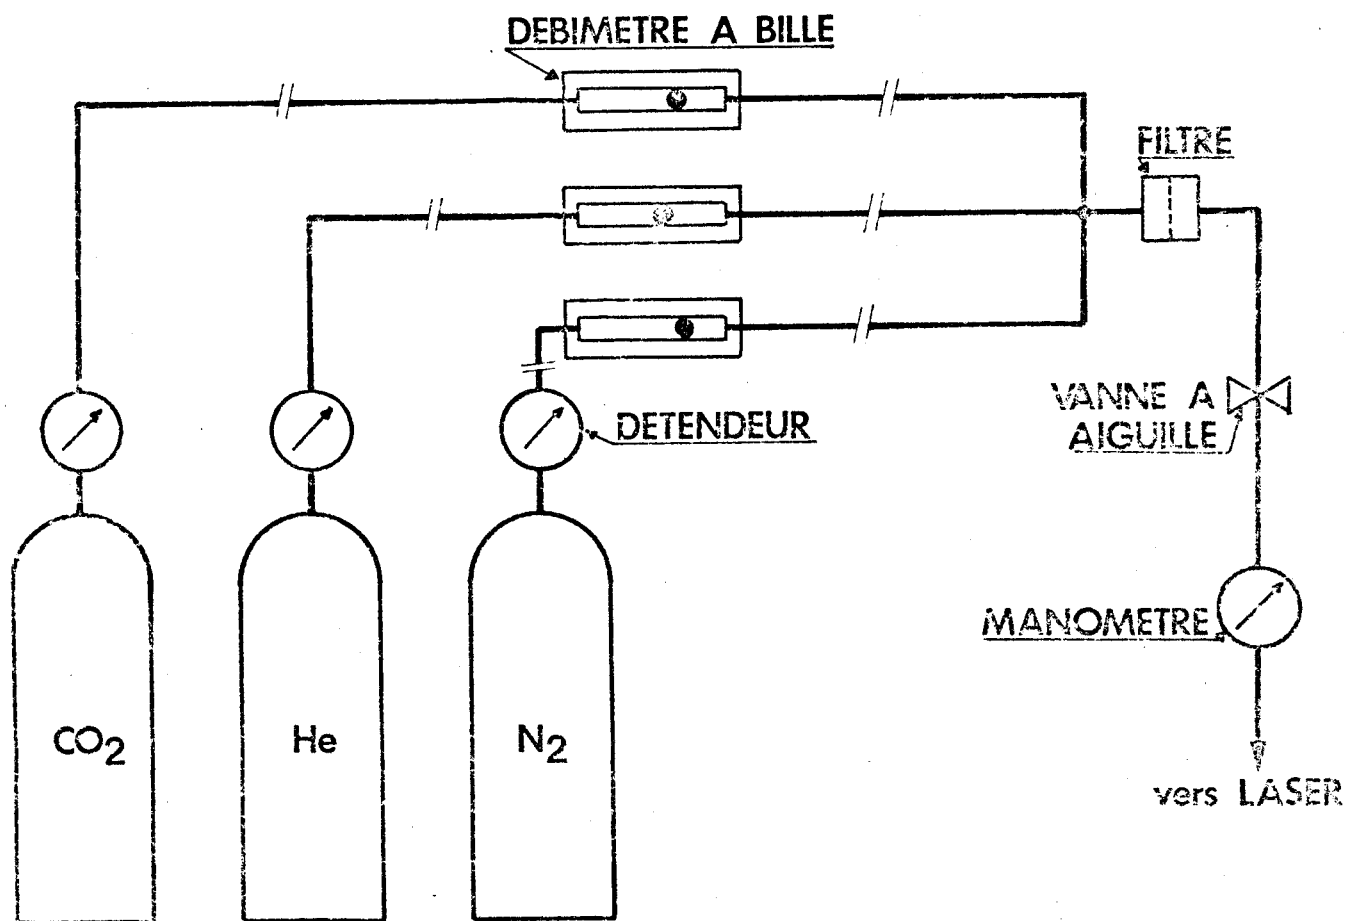 DEBIMETRE A BILLE
FILTRE
VANNE A
AIGUILLE
DETENDEUR
MANOMETRE
CO2
He
N2
vers LASER